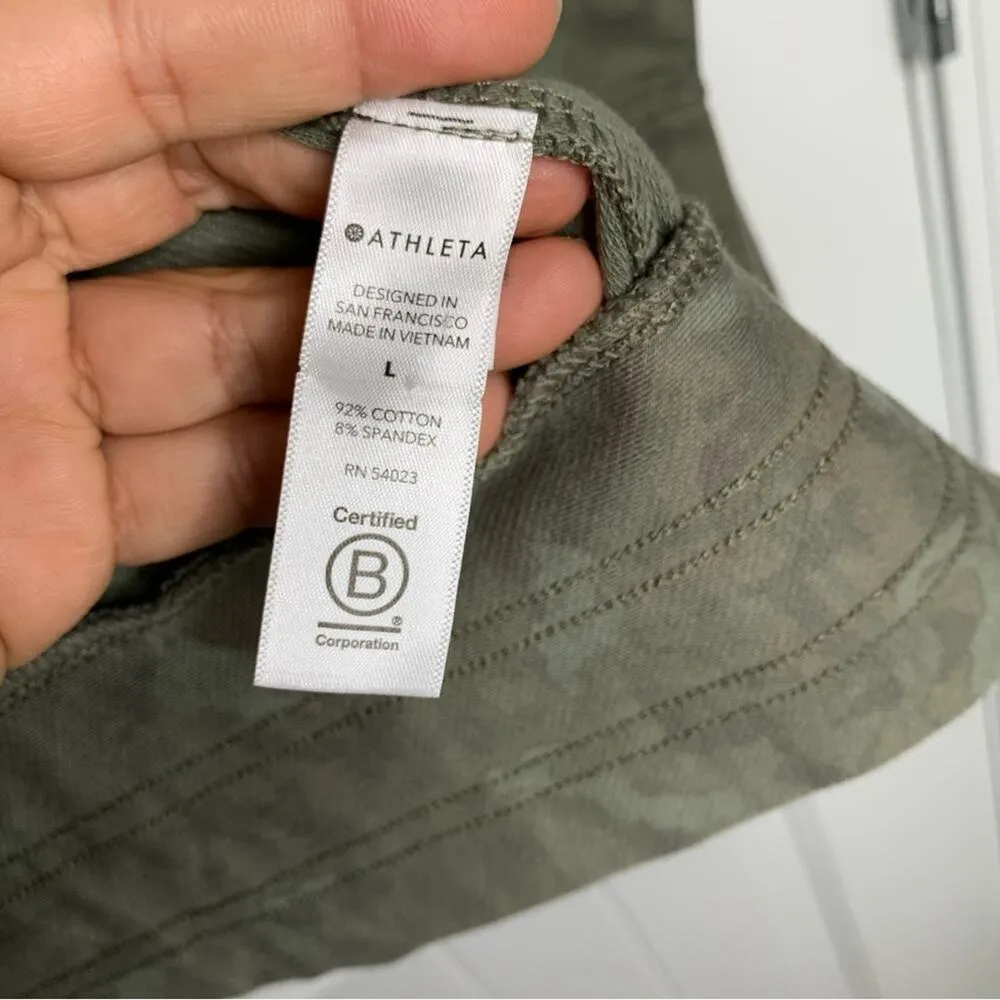 ATHLETA
DESIGNED IN
SAN FRANCISCO
MADE IN VIETNAM
L
92% COTTON
8% SPANDEX
RN 54023
Certified
B
®
Corporation